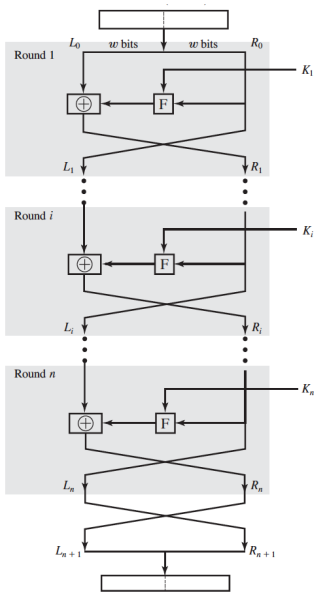 L₀ w bits w bits R₀
Round 1
K₁
⊕ F
L₁ R₁
Round i
Kᵢ
⊕ F
Lᵢ Rᵢ
Round n
Kₙ
⊕ F
Lₙ Rₙ
Lₙ₊₁ Rₙ₊₁